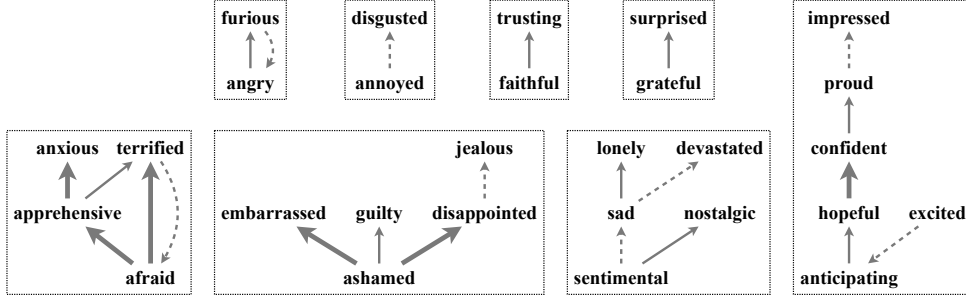 furious
angry
disgusted
annoyed
trusting
faithful
surprised
grateful
impressed
proud
confident
hopeful
excited
anticipating
anxious
terrified
apprehensive
afraid
jealous
embarrassed
guilty
disappointed
ashamed
lonely
devastated
sad
nostalgic
sentimental